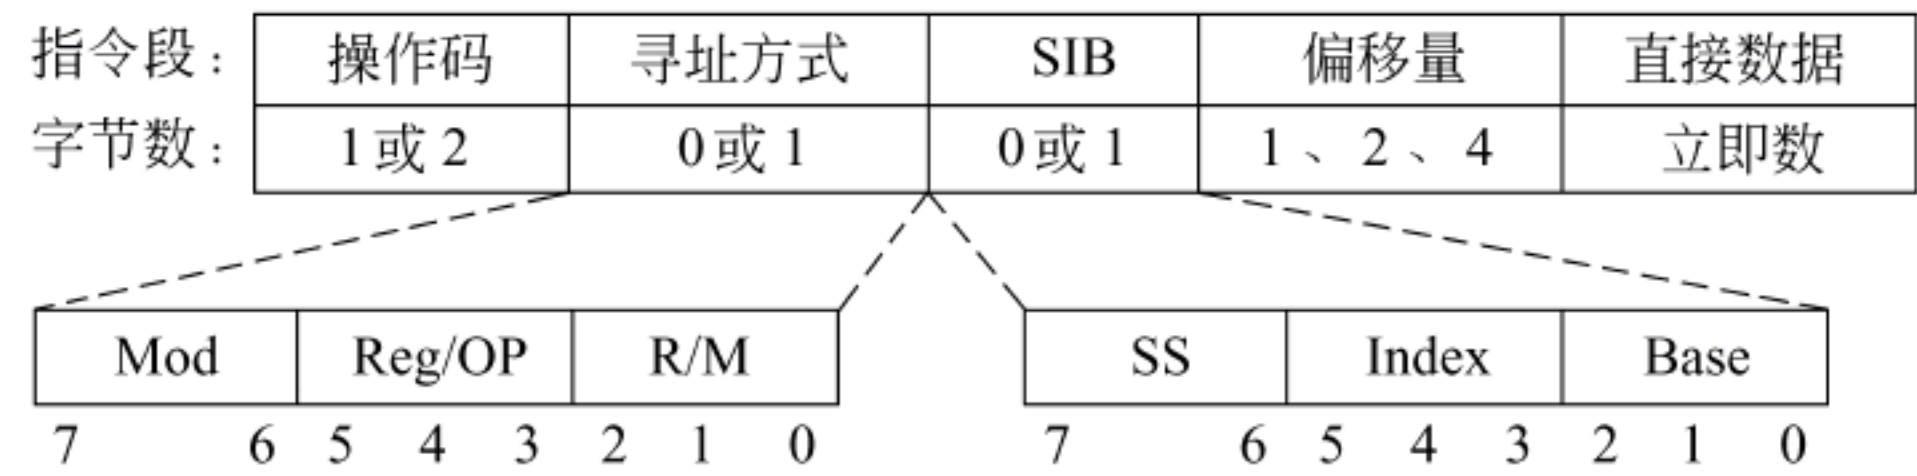 指令段： 操作码 寻址方式 SIB 偏移量 直接数据
字节数： 1或2 0或1 0或1 1、2、4 立即数
Mod Reg/OP R/M SS Index Base
7 6 5 4 3 2 1 0 7 6 5 4 3 2 1 0